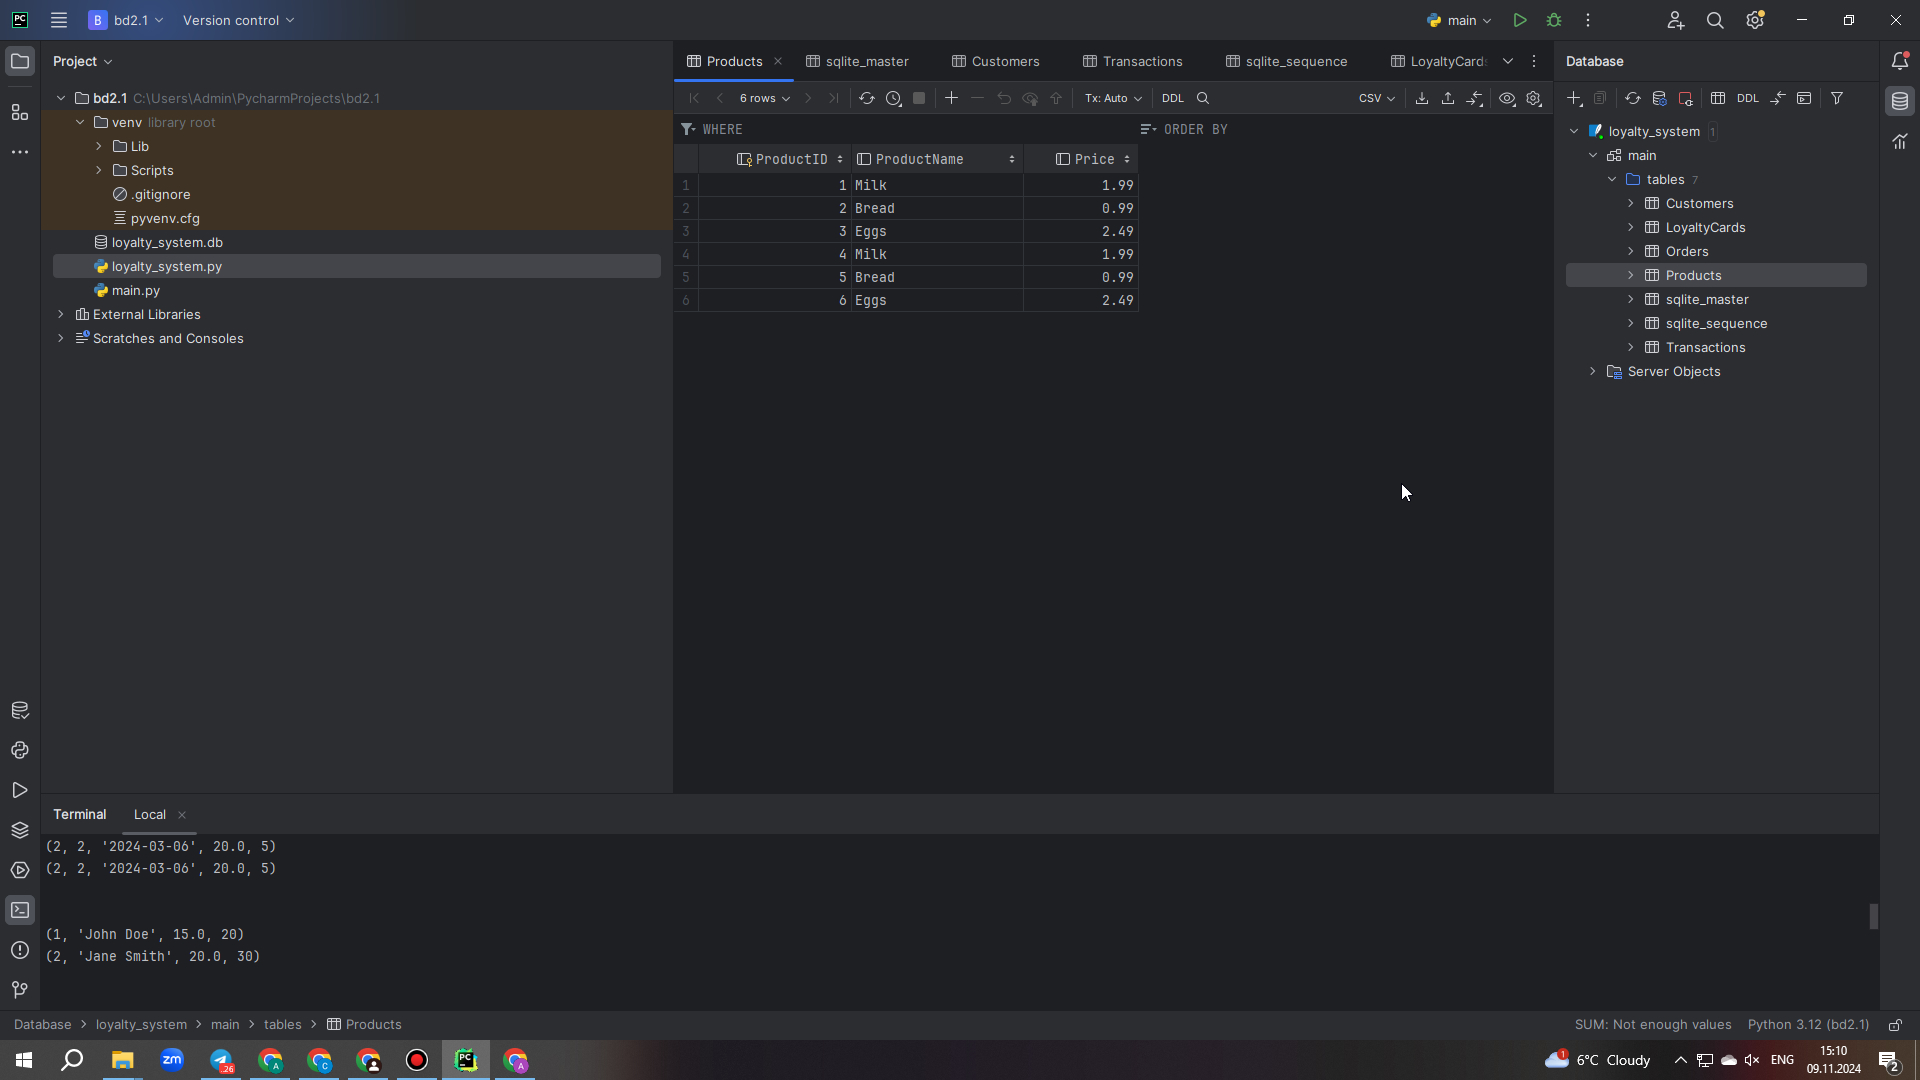 PC
B bd2.1 Version control main
Project
bd2.1 C:\Users\Admin\PycharmProjects\bd2.1
venv library root
Lib
Scripts
.gitignore
pyvenv.cfg
loyalty_system.db
loyalty_system.py
main.py
External Libraries
Scratches and Consoles
Products sqlite_master Customers Transactions sqlite_sequence LoyaltyCards
6 rows Tx: Auto DDL CSV
WHERE ORDER BY
ProductID ProductName Price
1 1 Milk 1.99
2 2 Bread 0.99
3 3 Eggs 2.49
4 4 Milk 1.99
5 5 Bread 0.99
6 6 Eggs 2.49
Database
DDL
loyalty_system 1
main
tables 7
Customers
LoyaltyCards
Orders
Products
sqlite_master
sqlite_sequence
Transactions
Server Objects
Terminal Local
(2, 2, '2024-03-06', 20.0, 5)
(2, 2, '2024-03-06', 20.0, 5)
(1, 'John Doe', 15.0, 20)
(2, 'Jane Smith', 20.0, 30)
Database > loyalty_system > main > tables > Products
SUM: Not enough values Python 3.12 (bd2.1)
zm 26 A C PC A
1 6°C Cloudy ENG 15:10 2
09.11.2024